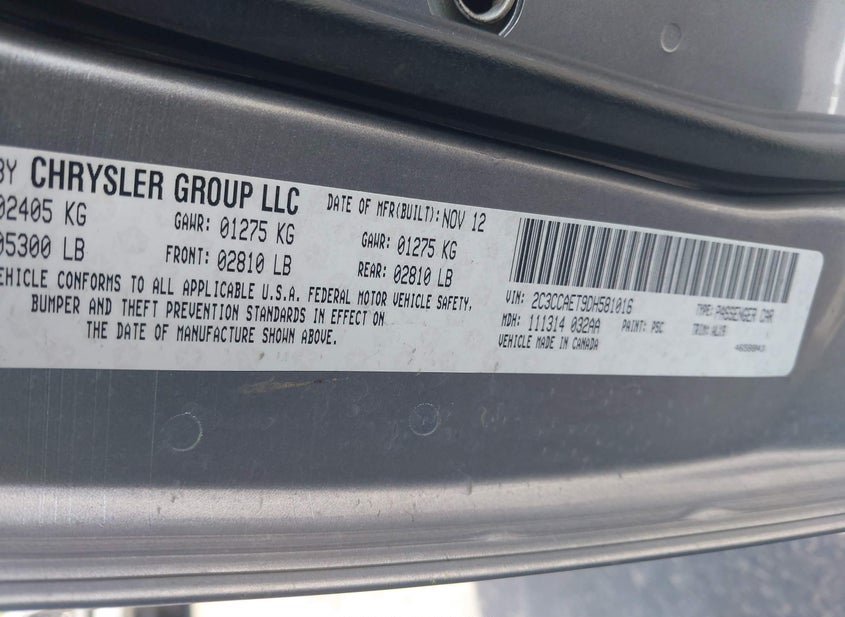 BY CHRYSLER GROUP LLC DATE OF MFR(BUILT): NOV 12
02405 KG GAWR: 01275 KG GAWR: 01275 KG
05300 LB FRONT: 02810 LB REAR: 02810 LB
VEHICLE CONFORMS TO ALL APPLICABLE U.S.A. FEDERAL MOTOR VEHICLE SAFETY,
BUMPER AND THEFT PREVENTION STANDARDS IN EFFECT ON
THE DATE OF MANUFACTURE SHOWN ABOVE.
VIN: 2C3CCAET9DH581016 TYPE: PASSENGER CAR
MDH: 111314 032AA PAINT: PSC TRIM: ALX9
VEHICLE MADE IN CANADA